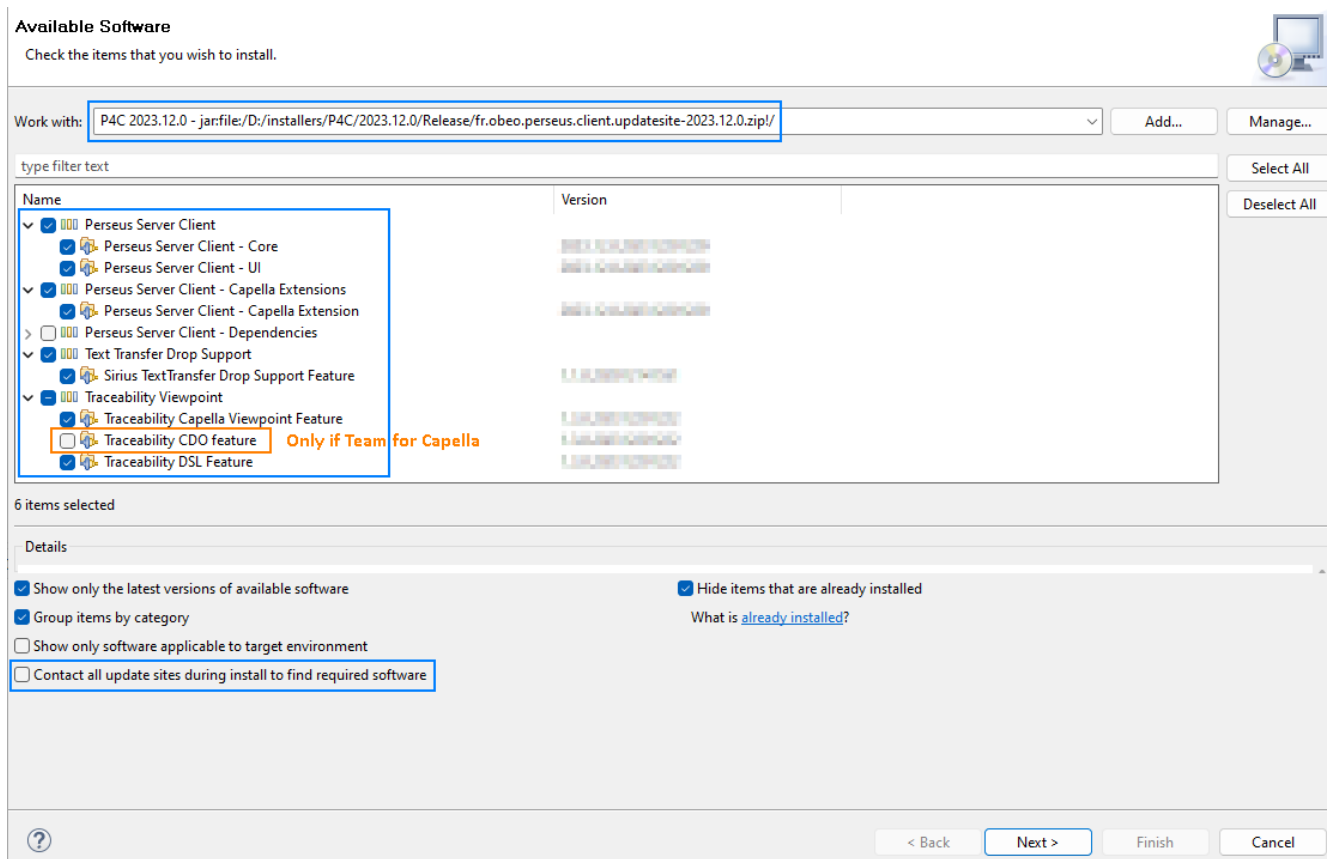 Available Software
Check the items that you wish to install.
Work with: P4C 2023.12.0 - jar:file:/D:/installers/P4C/2023.12.0/Release/fr.obeo.perseus.client.updatesite-2023.12.0.zip!/ Add... Manage...
type filter text Select All
Name Version Deselect All
Perseus Server Client
Perseus Server Client - Core
Perseus Server Client - UI
Perseus Server Client - Capella Extensions
Perseus Server Client - Capella Extension
Perseus Server Client - Dependencies
Text Transfer Drop Support
Sirius TextTransfer Drop Support Feature
Traceability Viewpoint
Traceability Capella Viewpoint Feature
Traceability CDO feature Only if Team for Capella
Traceability DSL Feature
6 items selected
Details
Show only the latest versions of available software Hide items that are already installed
Group items by category What is already installed?
Show only software applicable to target environment
Contact all update sites during install to find required software
? < Back Next > Finish Cancel